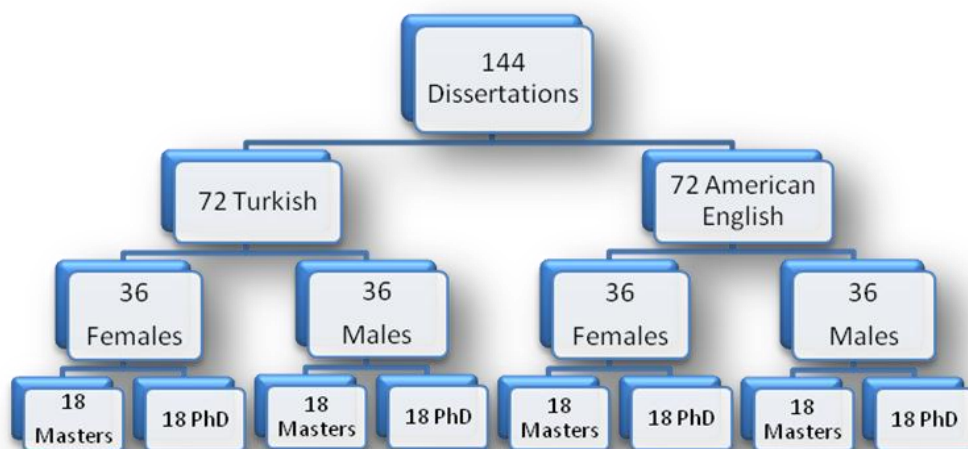 144
Dissertations
72 Turkish
72 American
English
36
Females
36
Males
36
Females
36
Males
18
Masters
18 PhD
18
Masters
18 PhD
18
Masters
18 PhD
18
Masters
18 PhD